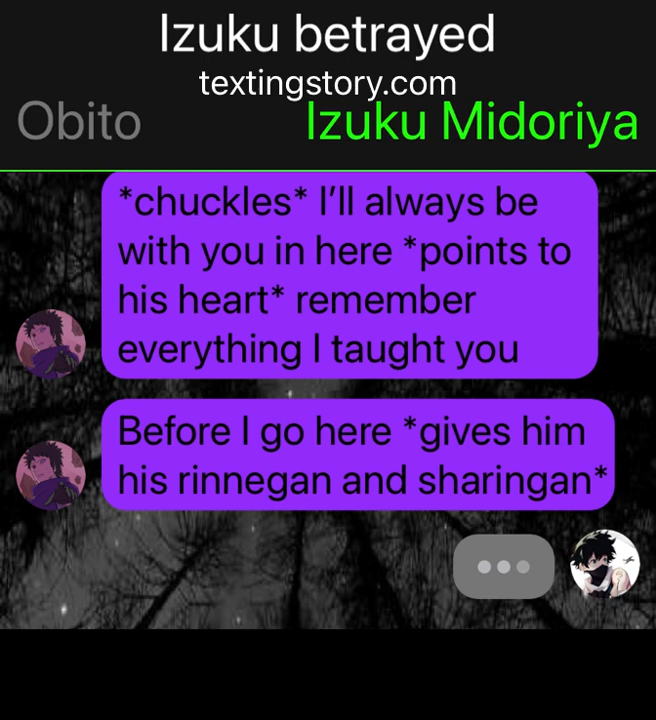 Izuku betrayed
textingstory.com
Obito
Izuku Midoriya
*chuckles* I'll always be
with you in here *points to
his heart* remember
everything I taught you
Before I go here *gives him
his rinnegan and sharingan*